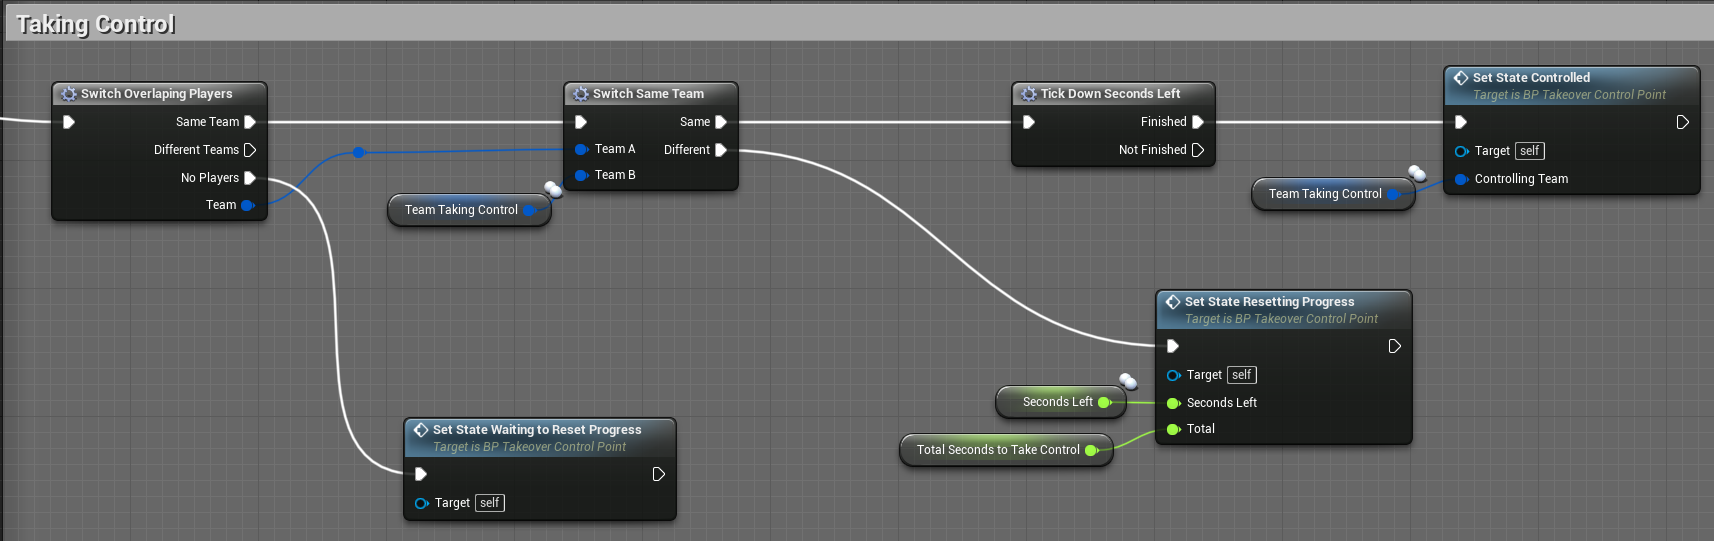 Taking Control
Switch Overlaping Players
Same Team
Different Teams
No Players
Team
Team Taking Control
Switch Same Team
Same
Team A
Different
Team B
Tick Down Seconds Left
Finished
Not Finished
Team Taking Control
Set State Controlled
Target is BP Takeover Control Point
Target self
Controlling Team
Set State Resetting Progress
Target is BP Takeover Control Point
Target self
Seconds Left
Total
Seconds Left
Total Seconds to Take Control
Set State Waiting to Reset Progress
Target is BP Takeover Control Point
Target self